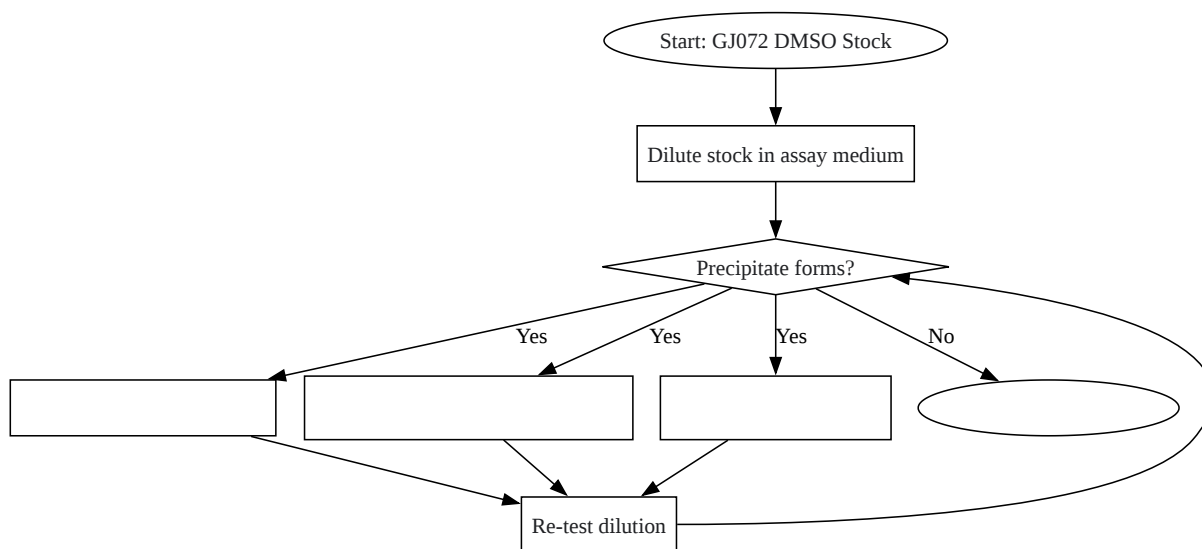 Start: GJ072 DMSO Stock
Dilute stock in assay medium
Precipitate forms?
Yes
Yes
Yes
No
Re-test dilution